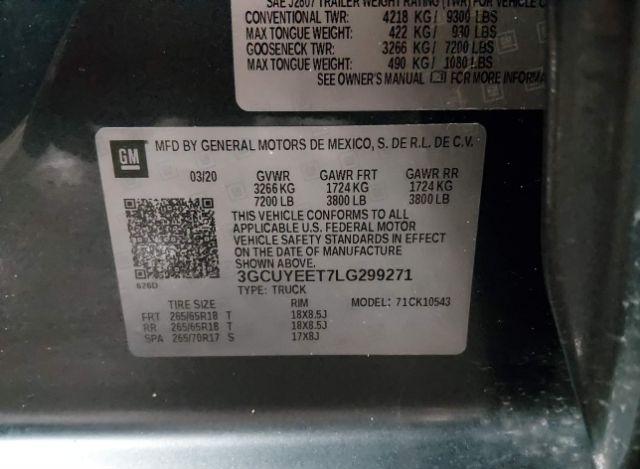 SAE J2807 TRAILER WEIGHT RATING (TWR) FOR VEHICLE C
CONVENTIONAL TWR: 4218 KG/ 9300 LBS
MAX TONGUE WEIGHT: 422 KG/ 930 LBS
GOOSENECK TWR: 3266 KG/ 7200 LBS
MAX TONGUE WEIGHT: 490 KG/ 1080 LBS
SEE OWNER'S MANUAL FOR MORE INFORMA
GM MFD BY GENERAL MOTORS DE MEXICO, S. DE R.L. DE C.V.
03/20 GVWR GAWR FRT GAWR RR
3266 KG 1724 KG 1724 KG
7200 LB 3800 LB 3800 LB
THIS VEHICLE CONFORMS TO ALL
APPLICABLE U.S. FEDERAL MOTOR
VEHICLE SAFETY STANDARDS IN EFFECT
ON THE DATE OF MANUFACTURE
SHOWN ABOVE.
3GCUYEET7LG299271
626D TYPE: TRUCK
TIRE SIZE RIM MODEL: 71CK10543
FRT 265/65R18 T 18X8.5J
RR 265/65R18 T 18X8.5J
SPA 265/70R17 S 17X8J